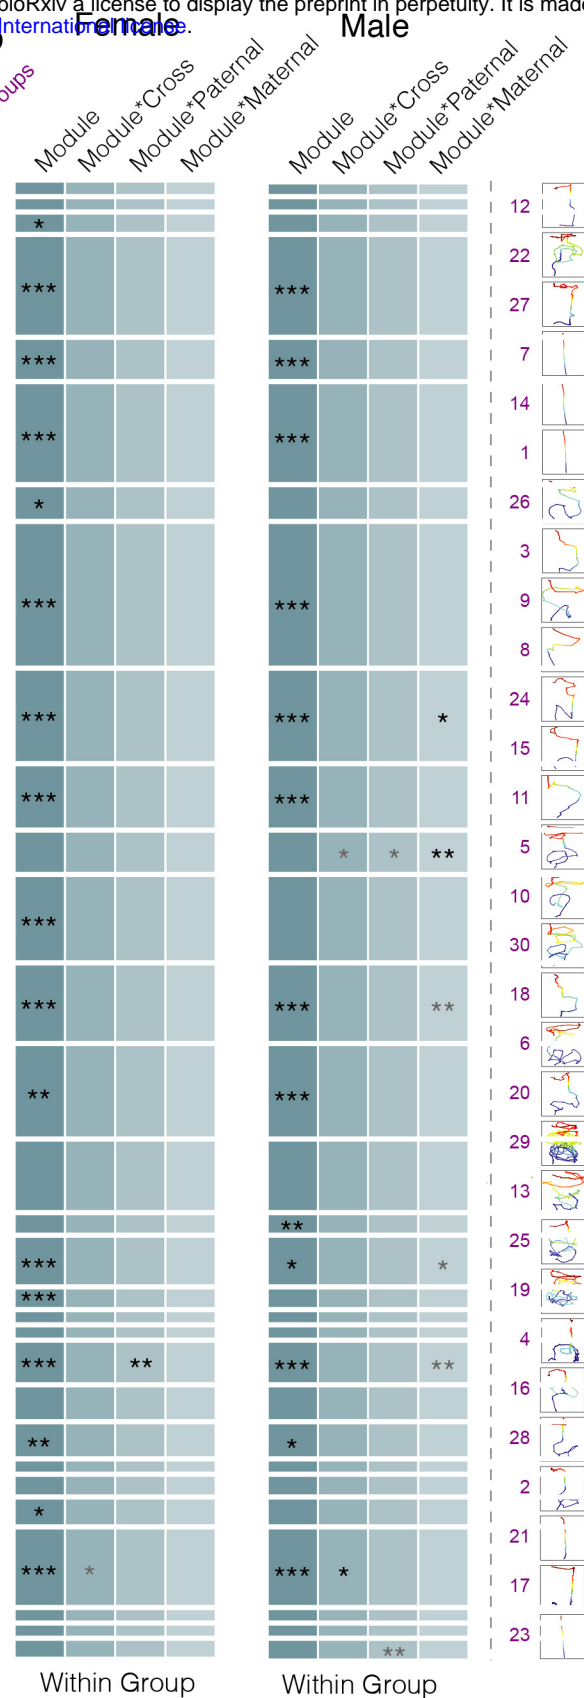 bioRxiv a license to display the preprint in perpetuity. It is made
International license.
Female Male
oups
Module
Module*Cross
Module*Paternal
Module*Maternal
Module
Module*Cross
Module*Paternal
Module*Maternal
12
*
22
*** ***
27
*** *** 7
14
*** ***
1
* 26
3
*** *** 9
8
24
*** *** *
15
*** *** 11
* * ** 5
10
***
30
*** *** ** 18
6
** *** 20
29
13
**
25
*** * *
*** 19
4
*** ** *** **
16
** * 28
2
*
21
*** * *** *
17
23
**
Within Group Within Group